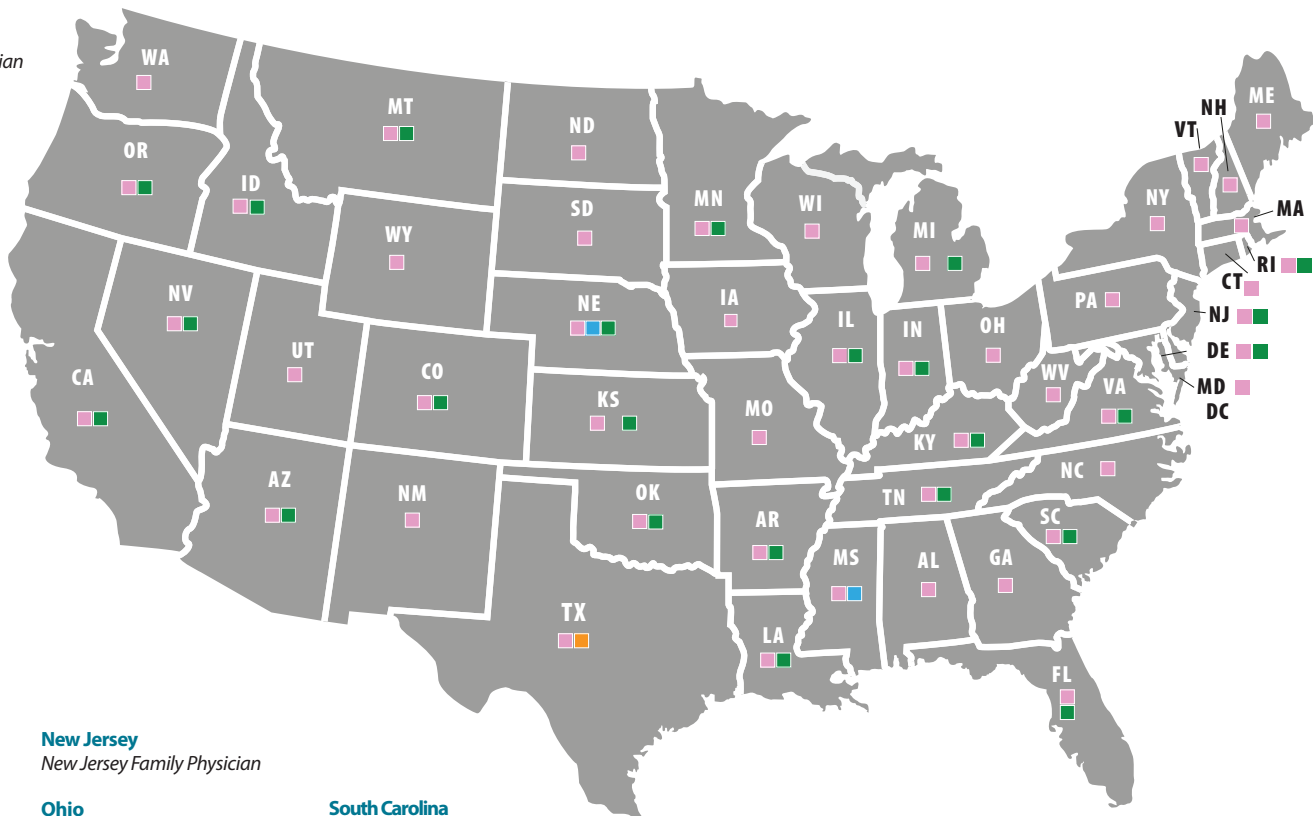 ian
WA
MT
ND
OR
ID
SD
MN
WI
MI
NY
VT
NH
ME
MA
RI
CT
NJ
DE
MD
DC
WY
NE
IA
IL
IN
OH
PA
WV
VA
NV
UT
CO
KS
MO
KY
CA
AZ
NM
OK
AR
TN
NC
SC
MS
AL
GA
TX
LA
FL
New Jersey
New Jersey Family Physician
Ohio
South Carolina